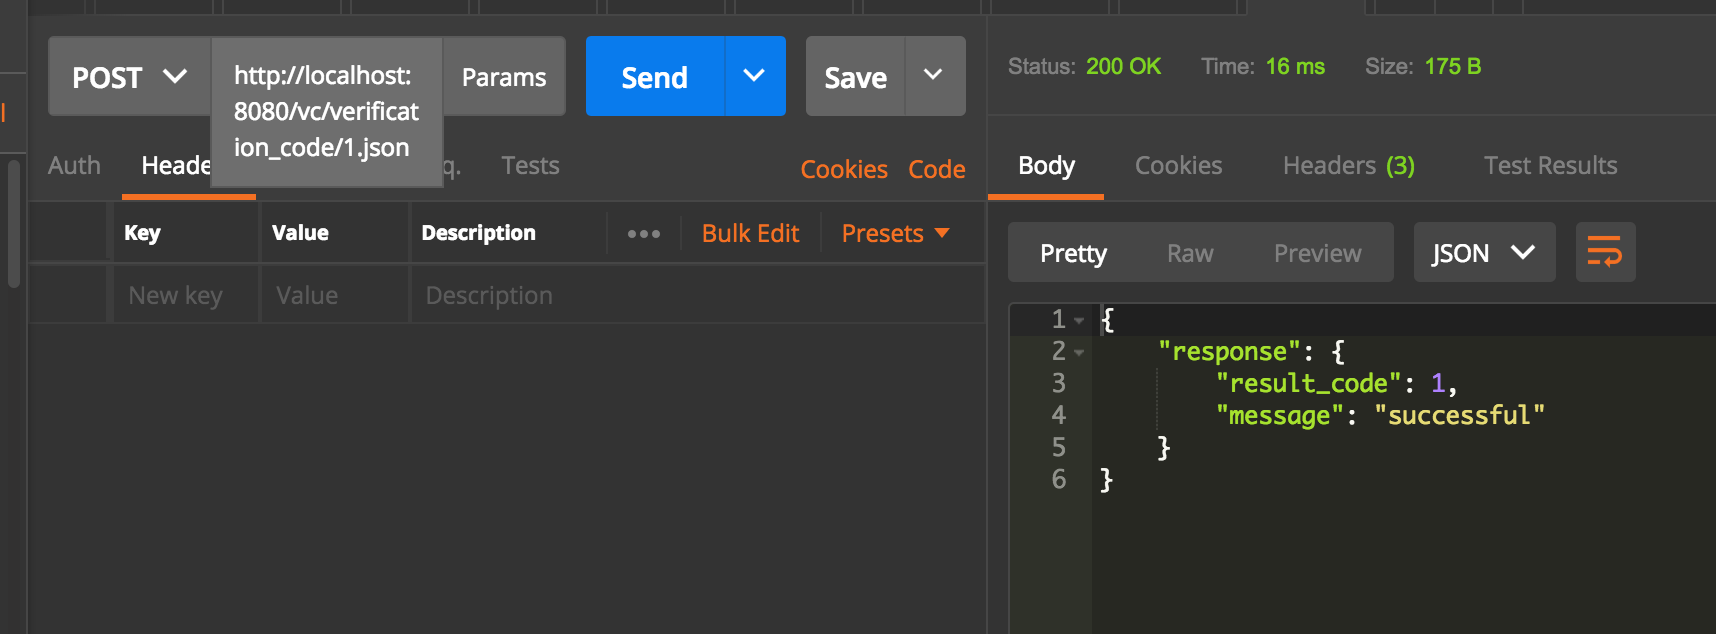 POST
http://localhost:
8080/vc/verificat
ion_code/1.json
Params
Send
Save
Status: 200 OK Time: 16 ms Size: 175 B
Auth Heade q. Tests Cookies Code
Body Cookies Headers (3) Test Results
Key Value Description ••• Bulk Edit Presets
New key Value Description
Pretty Raw Preview JSON
1 {
2 "response": {
3 "result_code": 1,
4 "message": "successful"
5 }
6 }